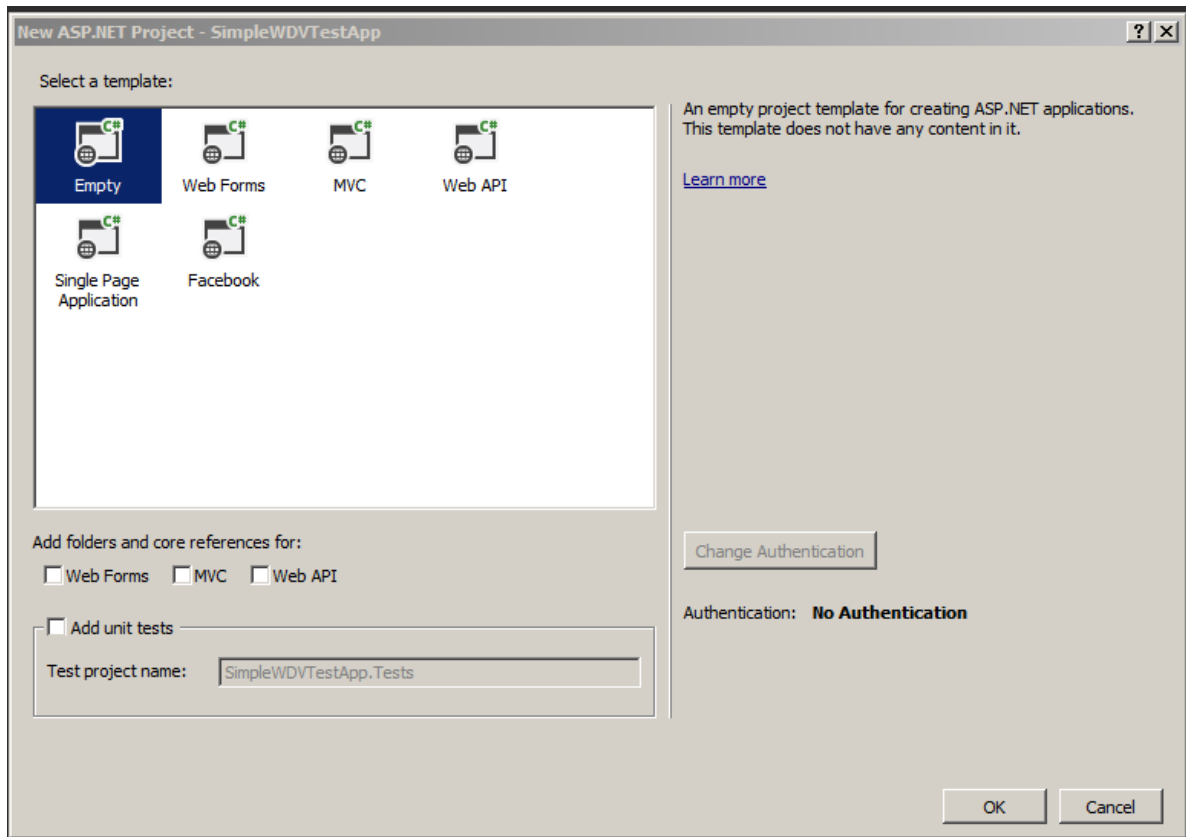 New ASP.NET Project - SimpleWDVTestApp
?
Select a template:
C#
C#
C#
C#
Empty
Web Forms
MVC
Web API
C#
C#
Single Page
Application
Facebook
An empty project template for creating ASP.NET applications.
This template does not have any content in it.
Learn more
Add folders and core references for:
Web Forms
MVC
Web API
Change Authentication
Authentication: No Authentication
Add unit tests
Test project name: SimpleWDVTestApp.Tests
OK
Cancel